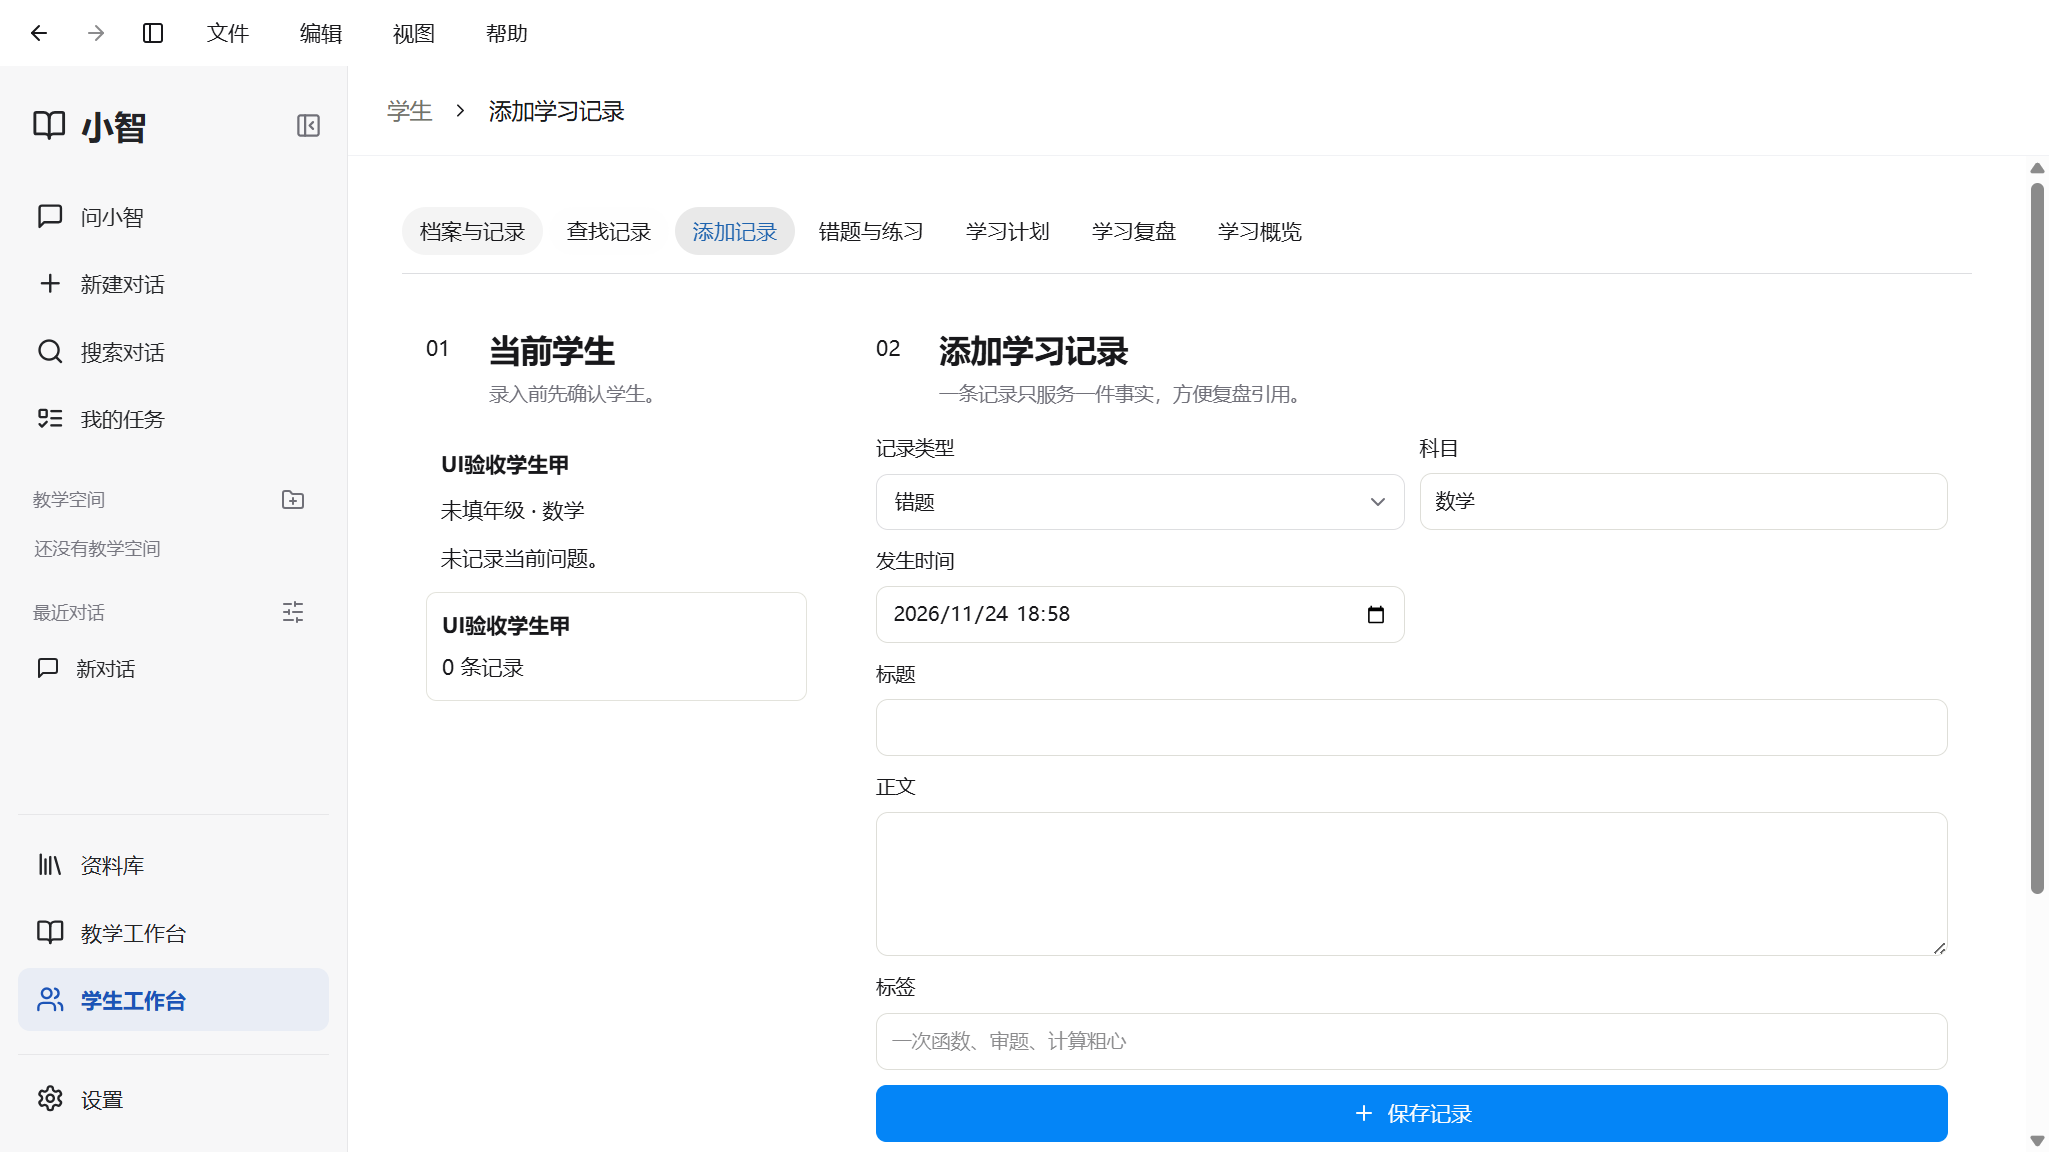 文件 编辑 视图 帮助
小智
问小智
新建对话
搜索对话
我的任务
教学空间
还没有教学空间
最近对话
新对话
资料库
教学工作台
学生工作台
设置
学生 > 添加学习记录
档案与记录 查找记录 添加记录 错题与练习 学习计划 学习复盘 学习概览
01 当前学生
录入前先确认学生。
UI验收学生甲
未填年级 · 数学
未记录当前问题。
UI验收学生甲
0 条记录
02 添加学习记录
一条记录只服务一件事实，方便复盘引用。
记录类型
错题
科目
数学
发生时间
2026/11/24 18:58
标题
正文
标签
一次函数、审题、计算粗心
+ 保存记录